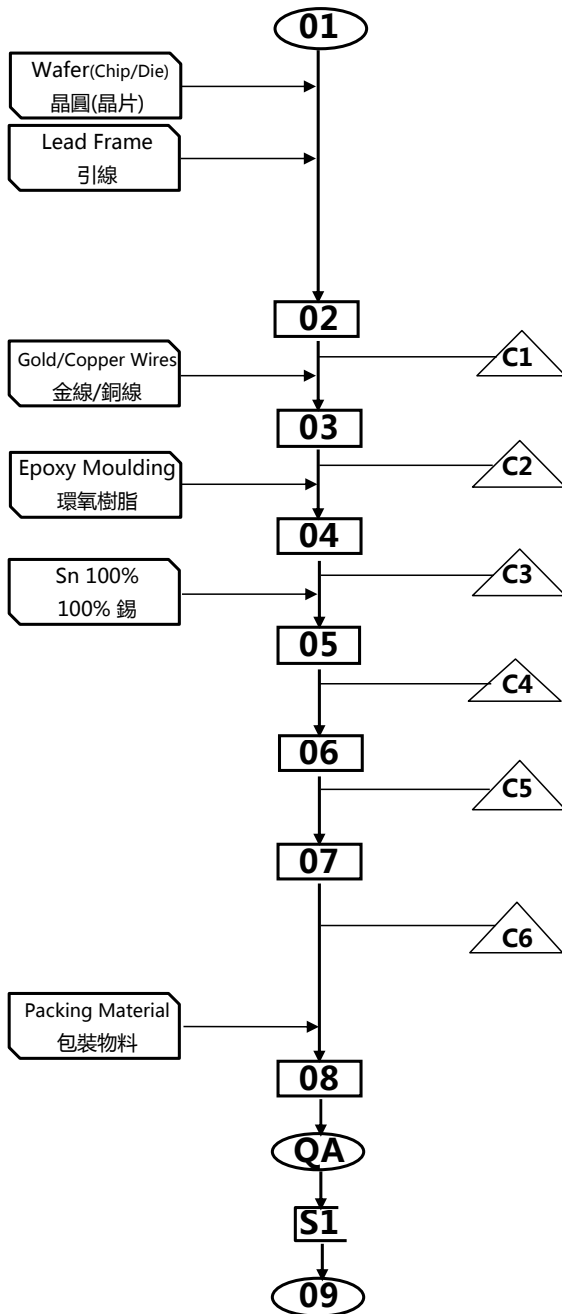 01
Wafer(Chip/Die)
晶圓(晶片)
Lead Frame
引線
02
C1
Gold/Copper Wires
金線/銅線
03
C2
Epoxy Moulding
環氧樹脂
04
C3
Sn 100%
100% 錫
05
C4
06
C5
07
C6
Packing Material
包裝物料
08
QA
S1
09